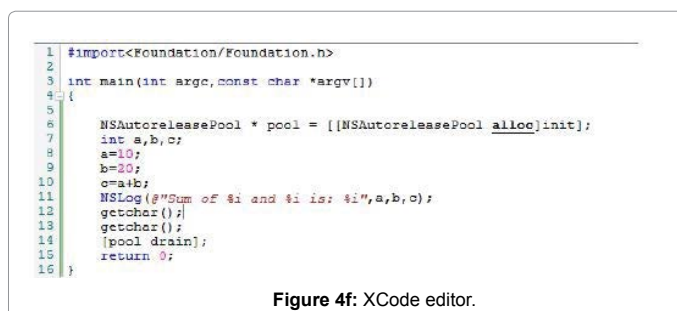 1 #import<Foundation/Foundation.h>
2
3 int main(int argc,const char *argv[])
4 {
5
6 NSAutoreleasePool * pool = [[NSAutoreleasePool alloc]init];
7 int a,b,c;
8 a=10;
9 b=20;
10 c=a+b;
11 NSLog(@"Sum of %i and %i is: %i",a,b,c);
12 getchar();
13 getchar();
14 [pool drain];
15 return 0;
16 }
Figure 4f: XCode editor.